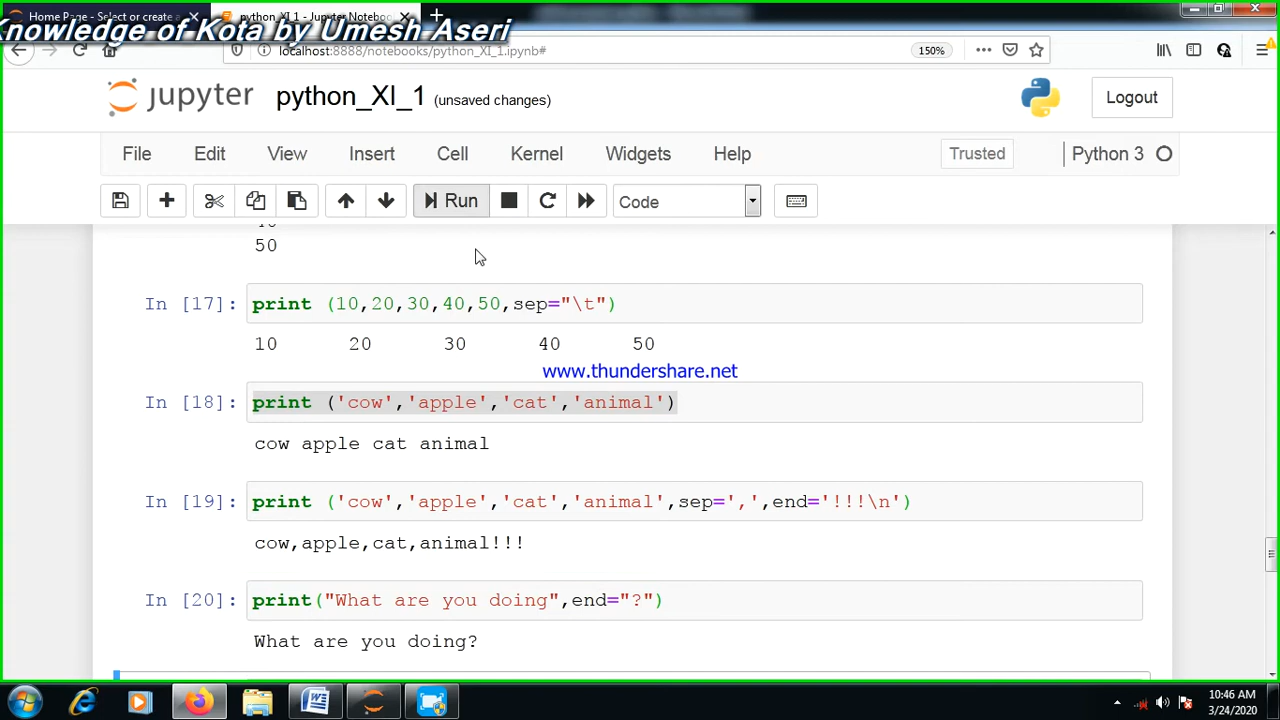 Home Page - Select or create a
python_XI_1 - Jupyter Notebook
Knowledge of Kota by Umesh Aseri
localhost:8888/notebooks/python_XI_1.ipynb#
150%
jupyter
python_XI_1 (unsaved changes)
Logout
File Edit View Insert Cell Kernel Widgets Help
Trusted
Python 3
Run
Code
50
In [17]: print (10,20,30,40,50,sep="\t")
10 20 30 40 50
www.thundershare.net
In [18]: print ('cow','apple','cat','animal')
cow apple cat animal
In [19]: print ('cow','apple','cat','animal',sep=',',end='!!!\n')
cow,apple,cat,animal!!!
In [20]: print("What are you doing",end="?")
What are you doing?
10:46 AM
3/24/2020